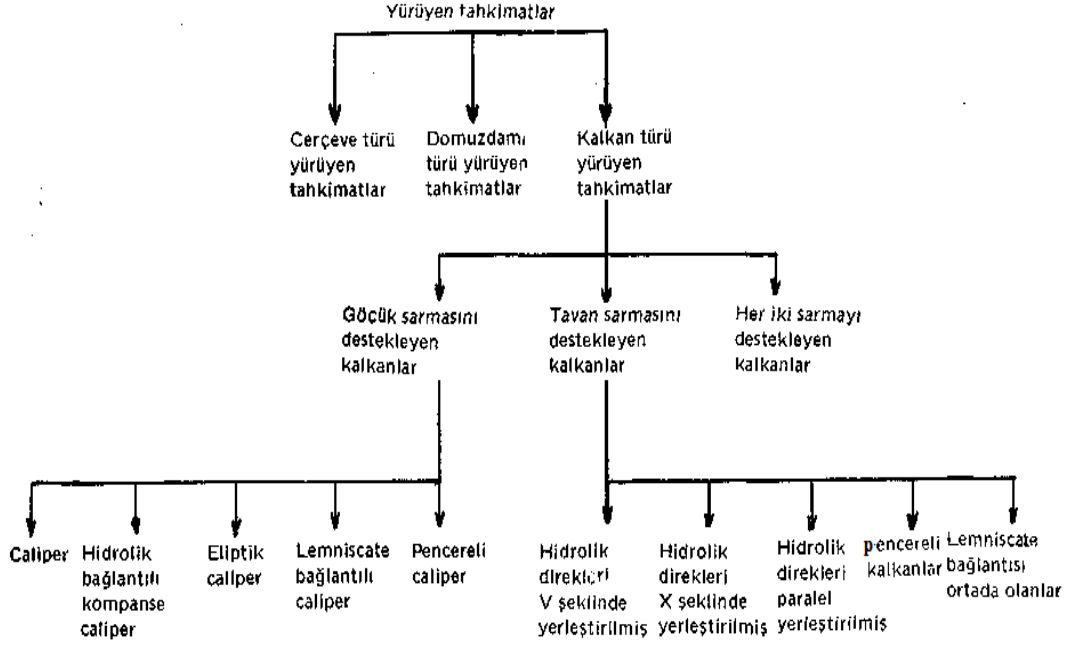 Yürüyen tahkimatlar
Cerçeve türü
yürüyen
tahkimatlar
Domuzdamı
türü yürüyen
tahkimatlar
Kalkan türü
yürüyen
tahkimatlar
Göçük sarmasını
destekleyen
kalkanlar
Tavan sarmasını
destekleyen
kalkanlar
Her iki sarmayı
destekleyen
kalkanlar
Caliper
Hidrolik
bağlantılı
kompanse
caliper
Eliptik
caliper
Lemniscate
bağlantılı
caliper
Pencereli
caliper
Hidrolik
direkleri
V şeklinde
yerleştirilmiş
Hidrolik
direkleri
X şeklinde
yerleştirilmiş
Hidrolik
direkleri
paralel
yerleştirilmiş
pencereli
kalkanlar
Lemniscate
bağlantısı
ortada olanlar